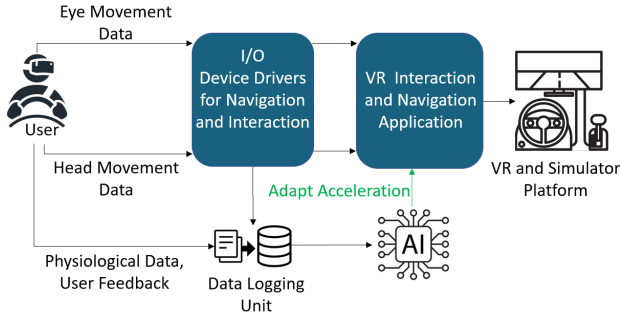 Eye Movement
Data
I/O
Device Drivers
for Navigation
and Interaction
VR Interaction
and Navigation
Application
User
Head Movement
Data
VR and Simulator
Platform
Adapt Acceleration
AI
Physiological Data,
User Feedback
Data Logging
Unit